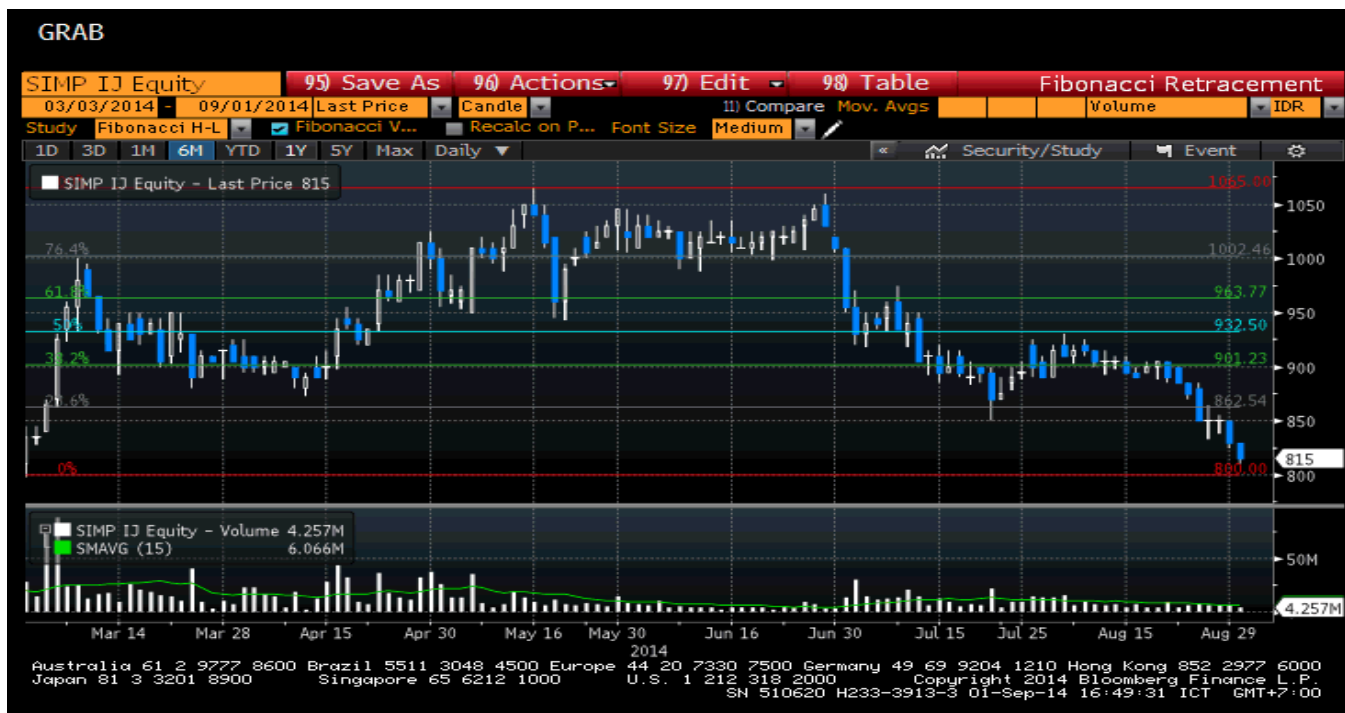 GRAB
SIMP IJ Equity 95) Save As 96) Actions 97) Edit 98) Table Fibonacci Retracement
03/03/2014 - 09/01/2014 Last Price Candle 11) Compare Mov. Avgs Volume IDR
Study Fibonacci H-L Fibonacci V... Recalc on P... Font Size Medium
1D 3D 1M 6M YTD 1Y 5Y Max Daily ▼ « Security/Study Event
SIMP IJ Equity - Last Price 815
1065.00
1050
76.4% 1002.46
1000
61.8% 963.77
950
50% 932.50
38.2% 901.23
900
23.6% 862.54
850
815
0% 800.00
800
SIMP IJ Equity - Volume 4.257M
SMAVG (15) 6.066M
50M
4.257M
Mar 14 Mar 28 Apr 15 Apr 30 May 16 May 30 Jun 16 Jun 30 Jul 15 Jul 25 Aug 15 Aug 29
2014
Australia 61 2 9777 8600 Brazil 5511 3048 4500 Europe 44 20 7330 7500 Germany 49 69 9204 1210 Hong Kong 852 2977 6000
Japan 81 3 3201 8900 Singapore 65 6212 1000 U.S. 1 212 318 2000 Copyright 2014 Bloomberg Finance L.P.
SN 510620 H233-3913-3 01-Sep-14 16:49:31 ICT GMT+7:00